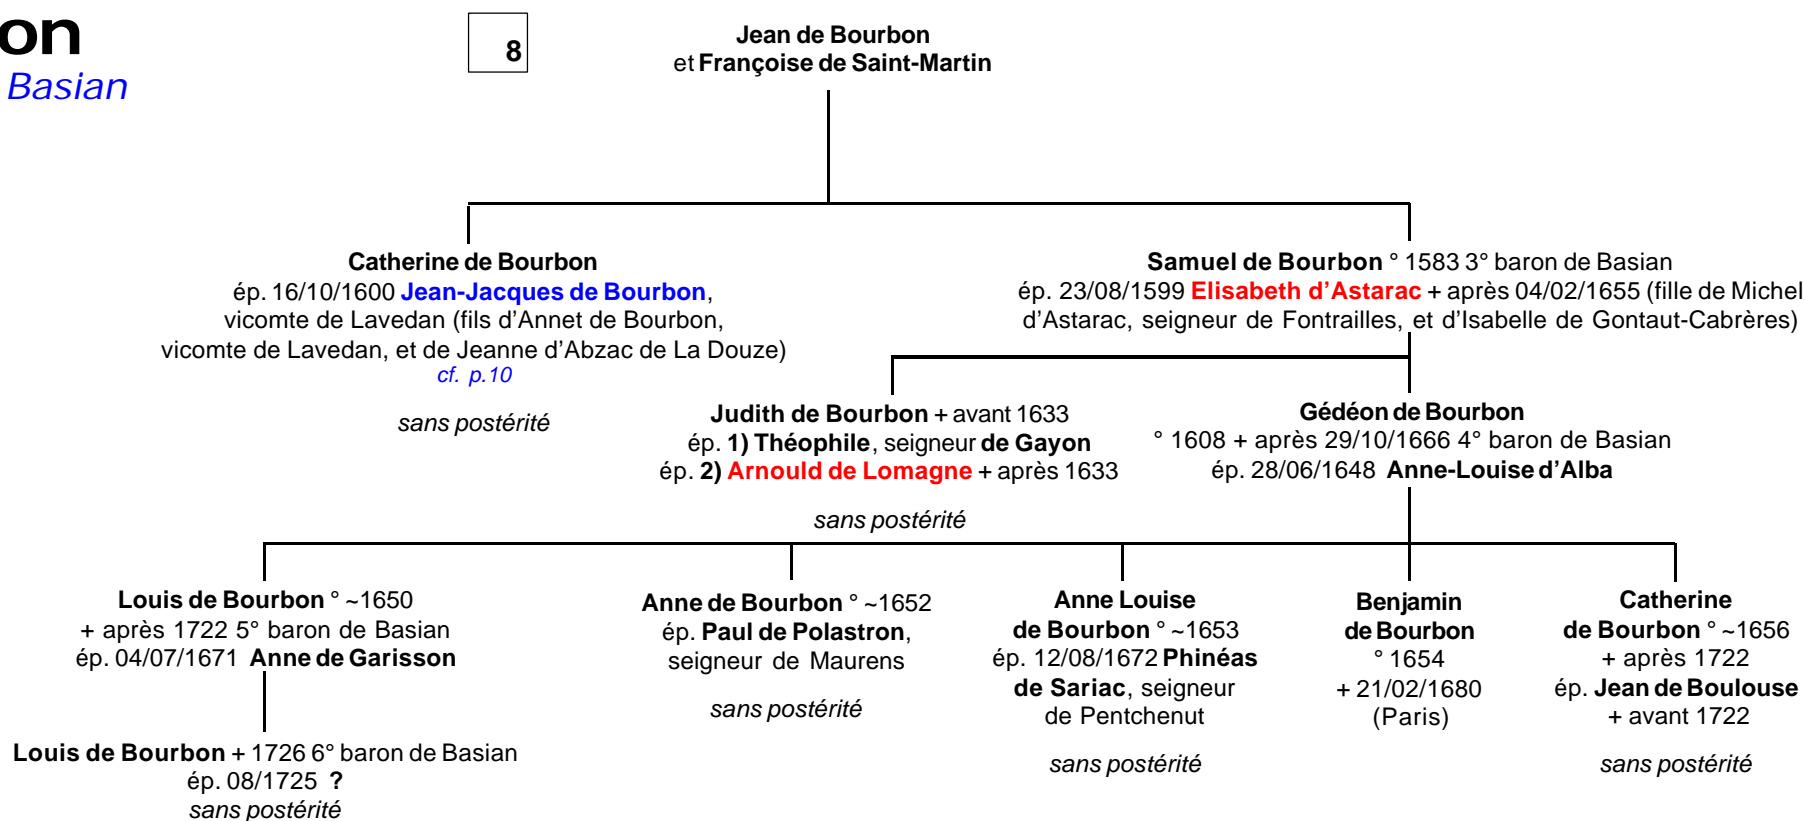 on
Basian
8
Jean de Bourbon
et Françoise de Saint-Martin
Catherine de Bourbon
ép. 16/10/1600 Jean-Jacques de Bourbon,
vicomte de Lavedan (fils d'Annet de Bourbon,
vicomte de Lavedan, et de Jeanne d'Abzac de La Douze)
cf. p.10
sans postérité
Samuel de Bourbon ° 1583 3° baron de Basian
ép. 23/08/1599 Elisabeth d'Astarac + après 04/02/1655 (fille de Michel
d'Astarac, seigneur de Fontrailles, et d'Isabelle de Gontaut-Cabrères)
Judith de Bourbon + avant 1633
ép. 1) Théophile, seigneur de Gayon
ép. 2) Arnould de Lomagne + après 1633
sans postérité
Gédéon de Bourbon
° 1608 + après 29/10/1666 4° baron de Basian
ép. 28/06/1648 Anne-Louise d'Alba
Louis de Bourbon ° ~1650
+ après 1722 5° baron de Basian
ép. 04/07/1671 Anne de Garisson
Anne de Bourbon ° ~1652
ép. Paul de Polastron,
seigneur de Maurens
sans postérité
Anne Louise
de Bourbon ° ~1653
ép. 12/08/1672 Phinéas
de Sariac, seigneur
de Pentchenut
sans postérité
Benjamin
de Bourbon
° 1654
+ 21/02/1680
(Paris)
Catherine
de Bourbon ° ~1656
+ après 1722
ép. Jean de Boulouse
+ avant 1722
sans postérité
Louis de Bourbon + 1726 6° baron de Basian
ép. 08/1725 ?
sans postérité